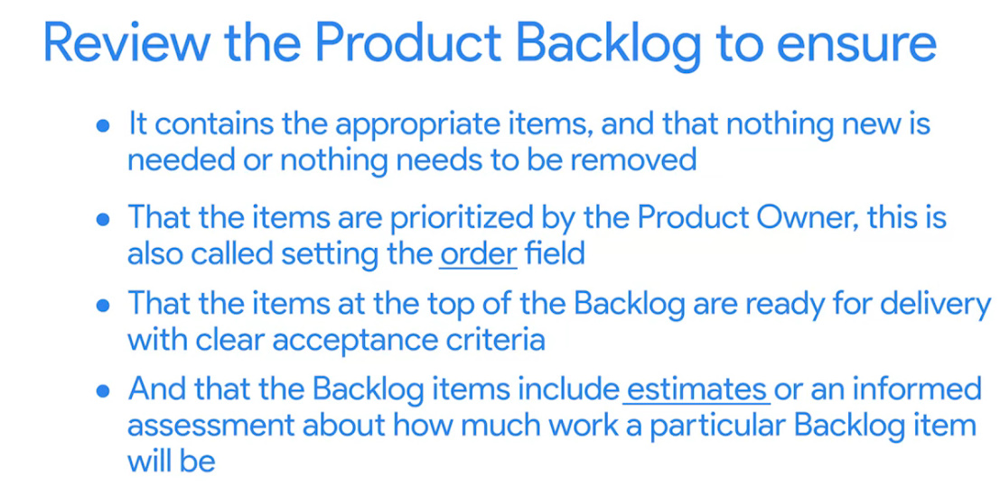 Review the Product Backlog to ensure
• It contains the appropriate items, and that nothing new is
needed or nothing needs to be removed
• That the items are prioritized by the Product Owner, this is
also called setting the order field
• That the items at the top of the Backlog are ready for delivery
with clear acceptance criteria
• And that the Backlog items include estimates or an informed
assessment about how much work a particular Backlog item
will be